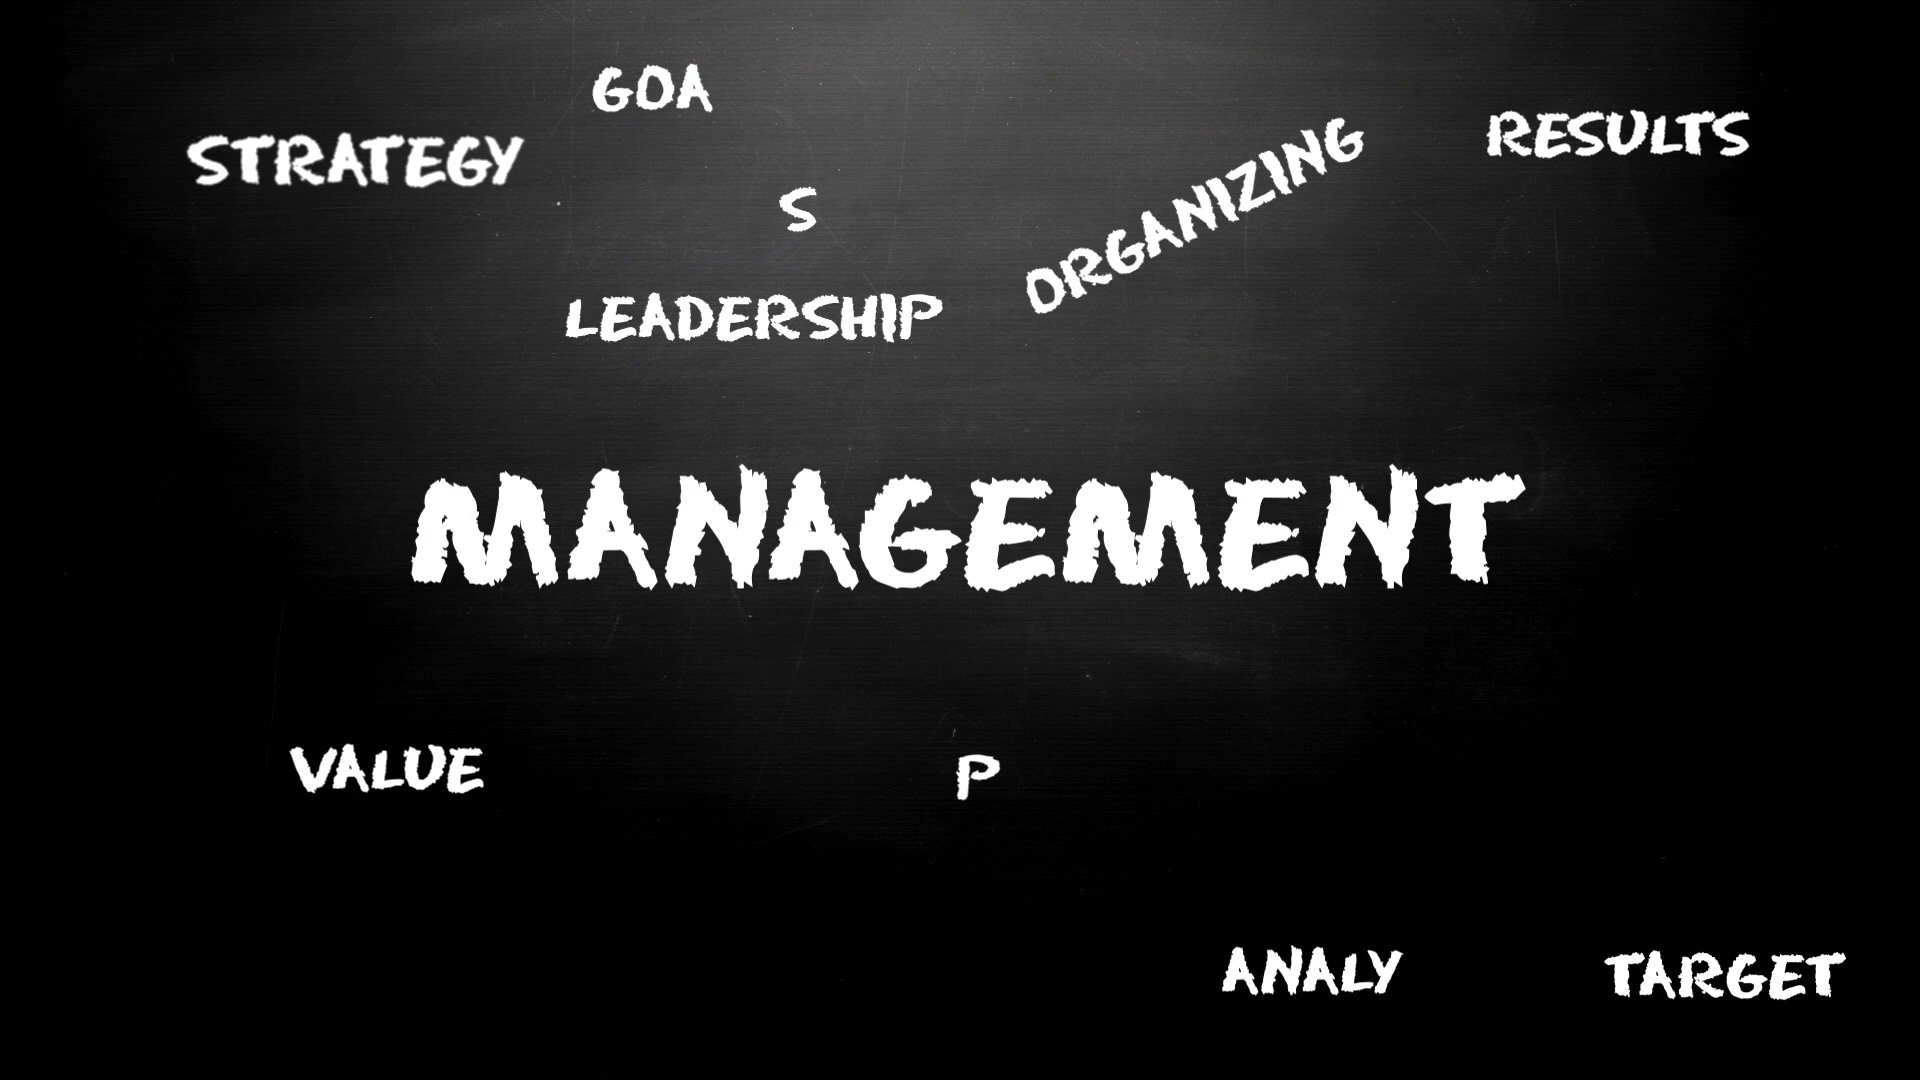 GOA
STRATEGY
RESULTS
S
ORGANIZING
LEADERSHIP
MANAGEMENT
VALUE
P
ANALY
TARGET